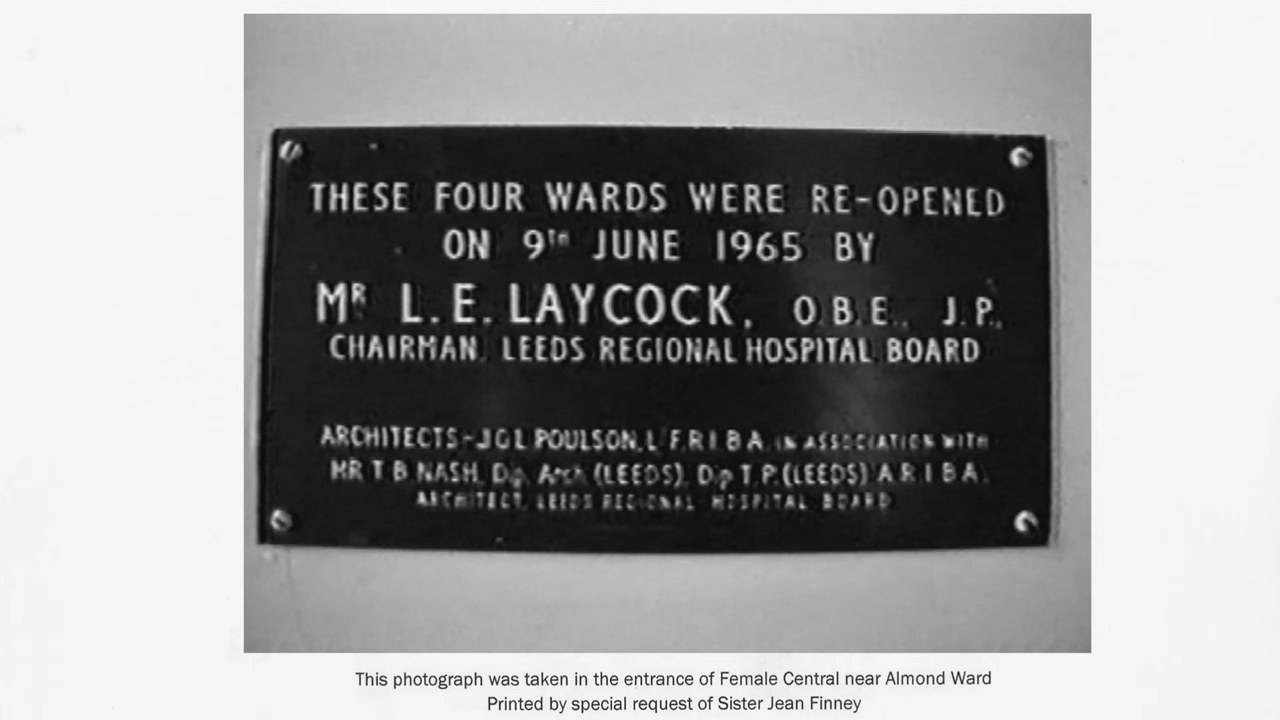 THESE FOUR WARDS WERE RE-OPENED
ON 9TH JUNE 1965 BY
MR L. E. LAYCOCK, O.B.E., J.P.,
CHAIRMAN, LEEDS REGIONAL HOSPITAL BOARD
ARCHITECTS-J.G.L. POULSON, L.F.R.I.B.A. IN ASSOCIATION WITH
MR T. B. NASH, Dip. Arch. (LEEDS), Dip. T.P. (LEEDS) A.R.I.B.A.
ARCHITECT, LEEDS REGIONAL HOSPITAL BOARD
This photograph was taken in the entrance of Female Central near Almond Ward
Printed by special request of Sister Jean Finney